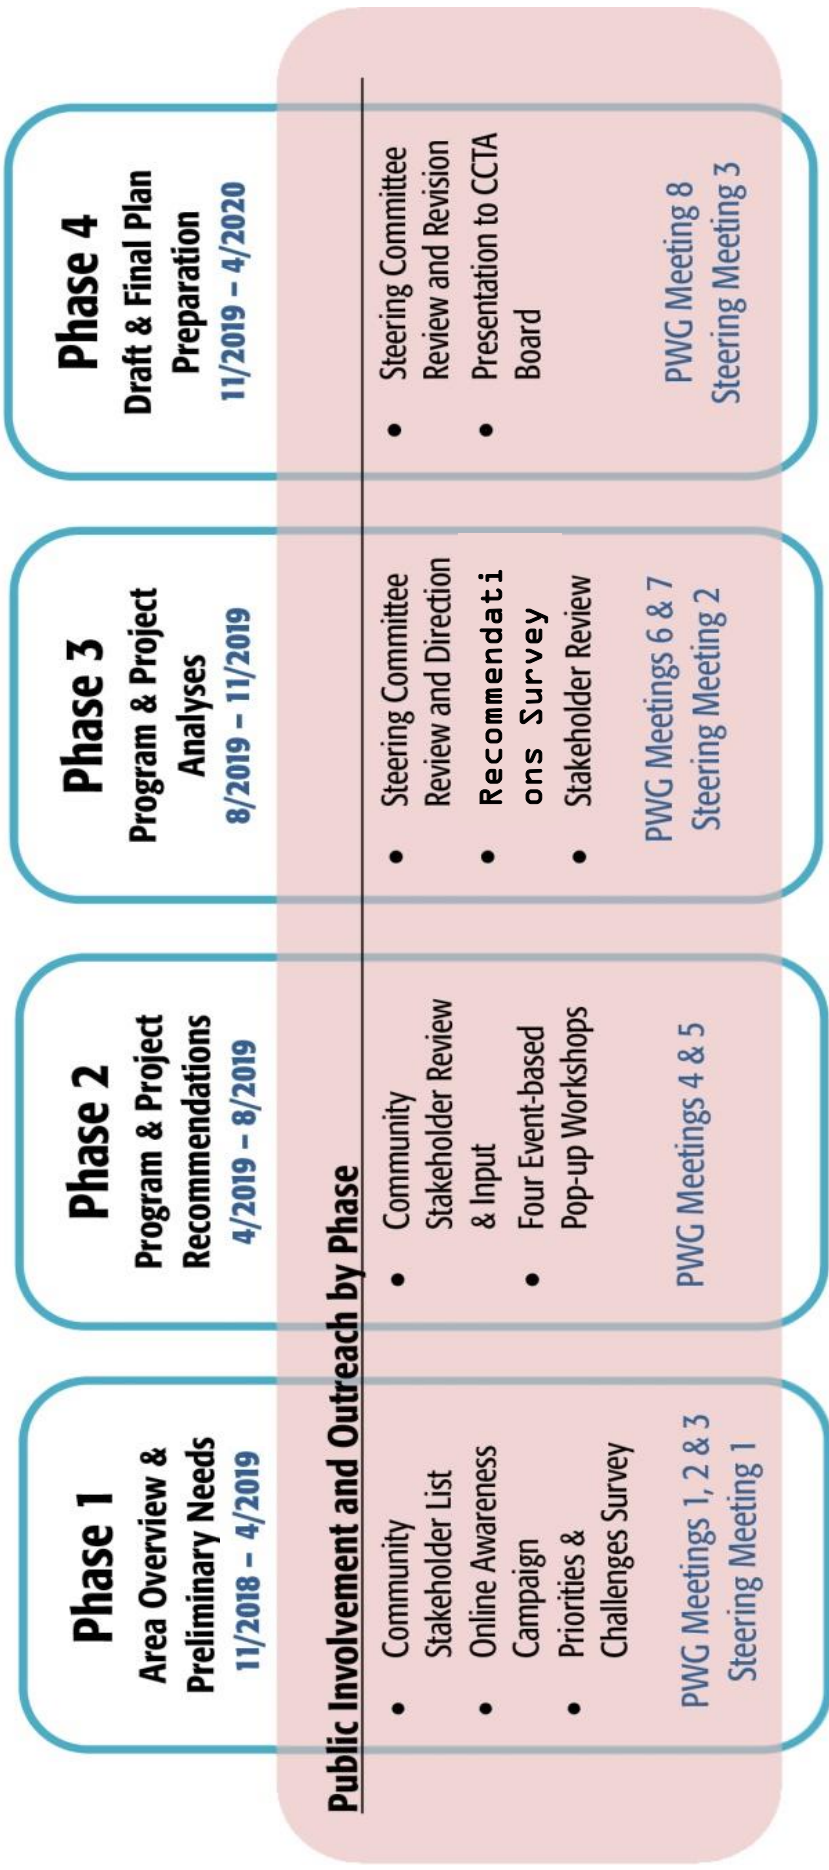 Phase 1
Area Overview &
Preliminary Needs
11/2018 – 4/2019
Phase 2
Program & Project
Recommendations
4/2019 – 8/2019
Phase 3
Program & Project
Analyses
8/2019 – 11/2019
Phase 4
Draft & Final Plan
Preparation
11/2019 – 4/2020
Public Involvement and Outreach by Phase
• Community
Stakeholder List
• Online Awareness
Campaign
• Priorities &
Challenges Survey
PWG Meetings 1, 2 & 3
Steering Meeting 1
• Community
Stakeholder Review
& Input
• Four Event-based
Pop-up Workshops
PWG Meetings 4 & 5
• Steering Committee
Review and Direction
• Recommendati
ons Survey
• Stakeholder Review
PWG Meetings 6 & 7
Steering Meeting 2
• Steering Committee
Review and Revision
• Presentation to CCTA
Board
PWG Meeting 8
Steering Meeting 3